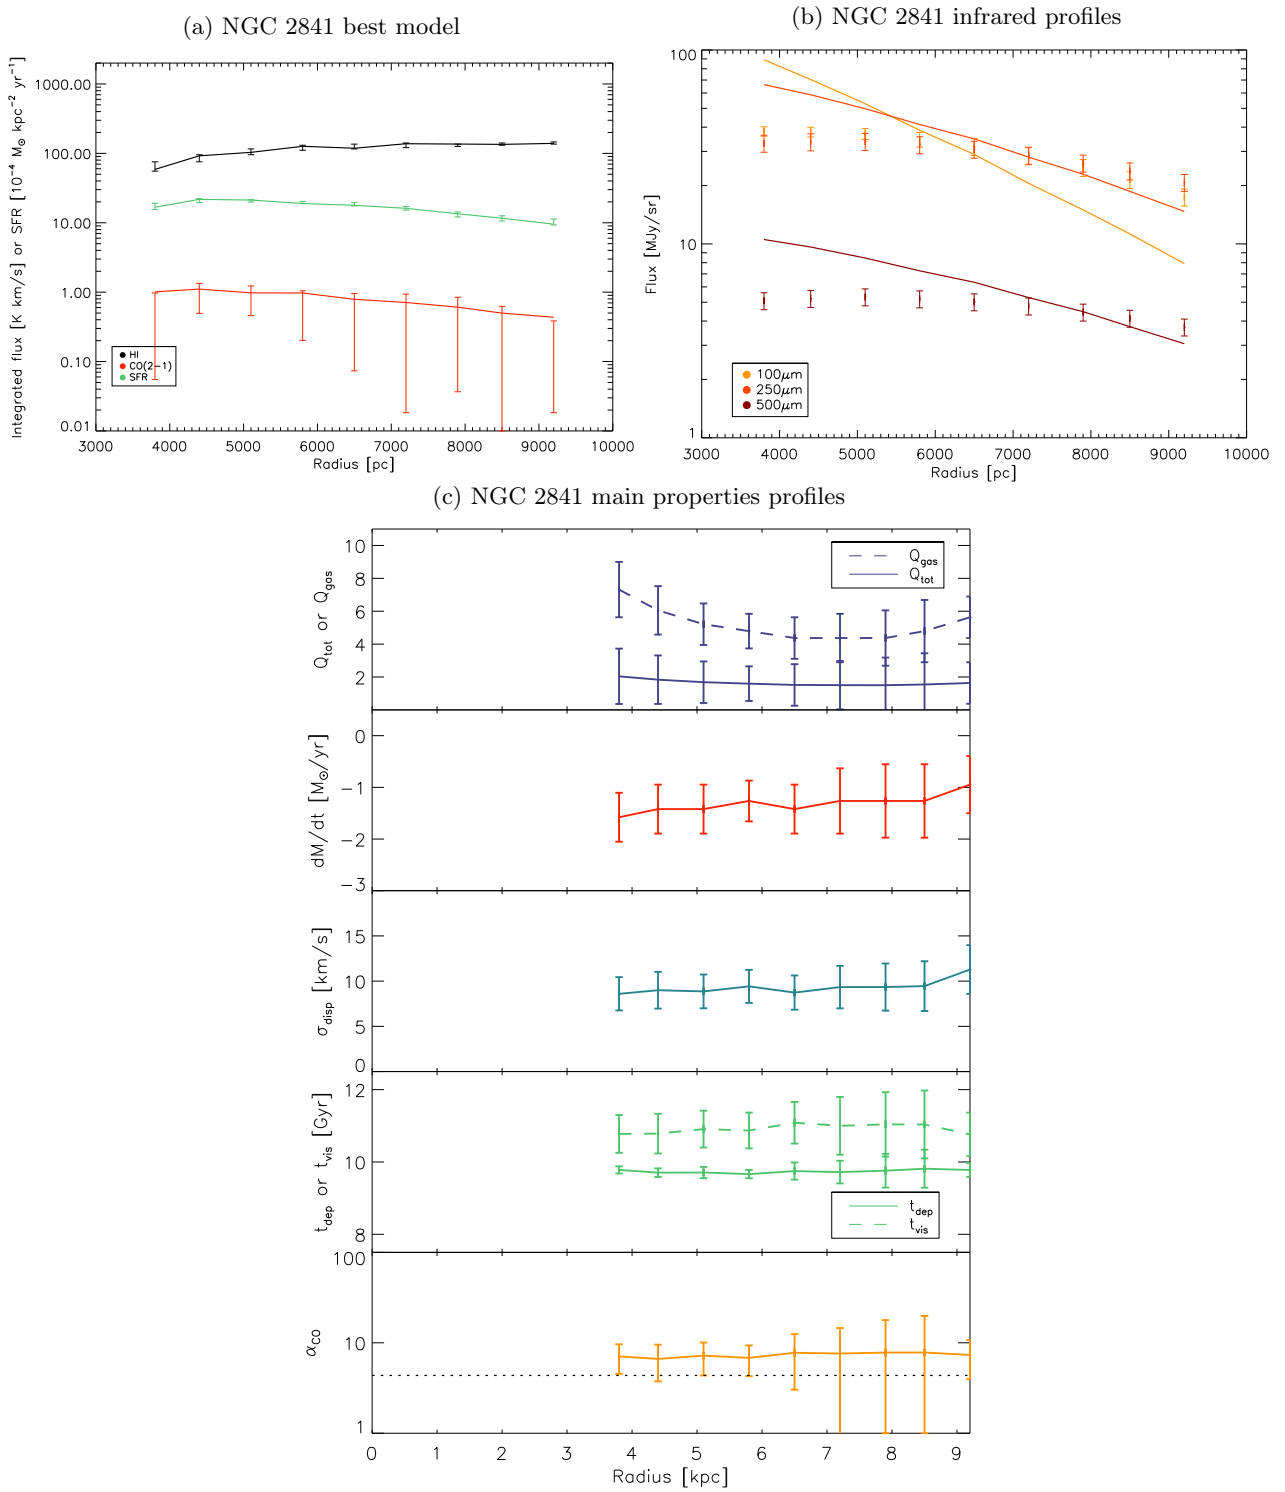 (a) NGC 2841 best model
Integrated flux [K km/s] or SFR [10⁻⁴ M⊙ kpc⁻² yr⁻¹]
1000.00
100.00
10.00
1.00
0.10
0.01
HI
CO(2−1)
SFR
3000 4000 5000 6000 7000 8000 9000 10000
Radius [pc]
(b) NGC 2841 infrared profiles
Flux [MJy/sr]
100
10
1
100μm
250μm
500μm
3000 4000 5000 6000 7000 8000 9000 10000
Radius [pc]
(c) NGC 2841 main properties profiles
Q_tot or Q_gas
10
8
6
4
2
Q_gas
Q_tot
dM/dt [M⊙/yr]
0
−1
−2
−3
σ_disp [km/s]
15
10
5
0
t_dep or t_vis [Gyr]
12
10
8
t_dep
t_vis
α_CO
100
10
1
0 1 2 3 4 5 6 7 8 9
Radius [kpc]